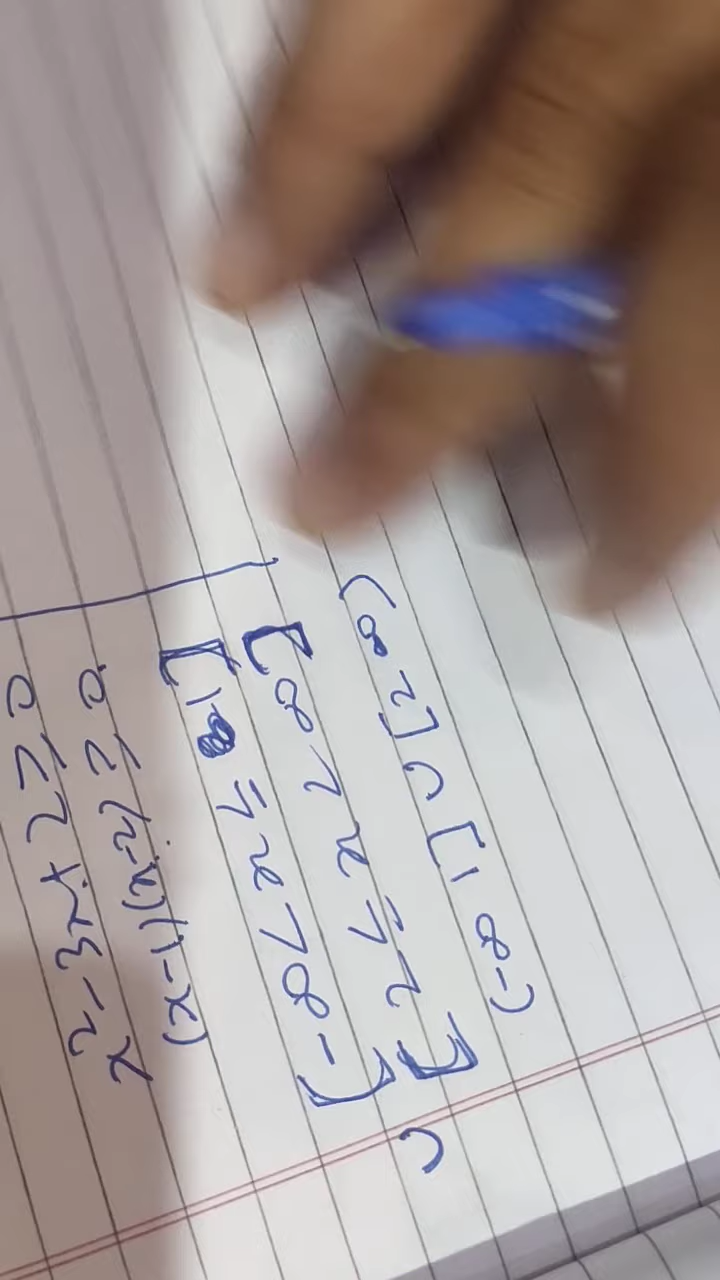 x² - 3x + 2 ≥ 0
(x-1)(x-2) ≥ 0
[-∞ < x ≤ 1]
∪ [2 ≤ x < ∞]
(-∞, 1] ∪ [2, ∞)